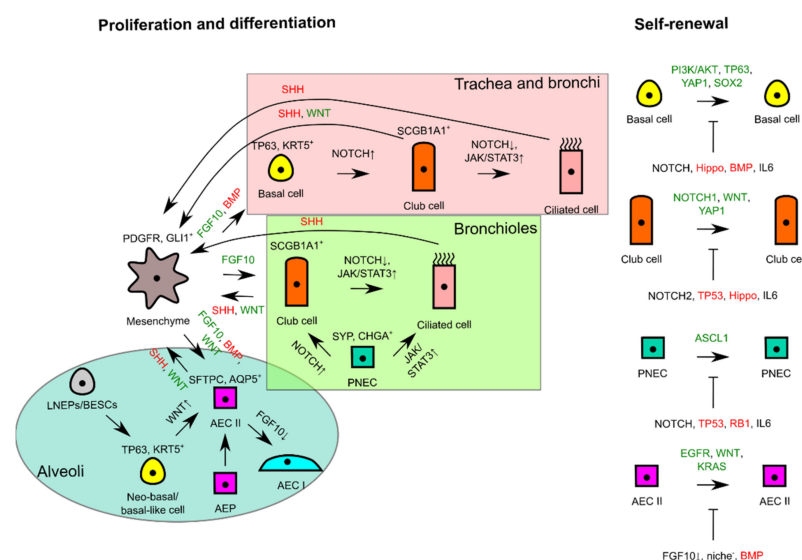 Proliferation and differentiation
Self-renewal
Trachea and bronchi
SHH
SHH, WNT
SCGB1A1⁺
TP63, KRT5⁺
NOTCH↑
NOTCH↓,
JAK/STAT3↑
Basal cell
Club cell
Ciliated cell
FGF10, BMP
PDGFR, GLI1⁺
Mesenchyme
FGF10
SHH, WNT
Bronchioles
SHH
SCGB1A1⁺
NOTCH↓,
JAK/STAT3↑
Club cell
Ciliated cell
SYP, CHGA⁺
NOTCH↑
JAK/
STAT3↑
PNEC
FGF10, BMP,
WNT
SHH, WNT
SFTPC, AQP5⁺
LNEPs/BESCs
WNT↑
AEC II
FGF10↓
TP63, KRT5⁺
Alveoli
Neo-basal/
basal-like cell
AEP
AEC I
PI3K/AKT, TP63,
YAP1, SOX2
Basal cell
Basal cell
NOTCH, Hippo, BMP, IL6
NOTCH1, WNT,
YAP1
Club cell
Club ce
NOTCH2, TP53, Hippo, IL6
ASCL1
PNEC
PNEC
NOTCH, TP53, RB1, IL6
EGFR, WNT,
KRAS
AEC II
AEC II
FGF10↓, niche⁻, BMP